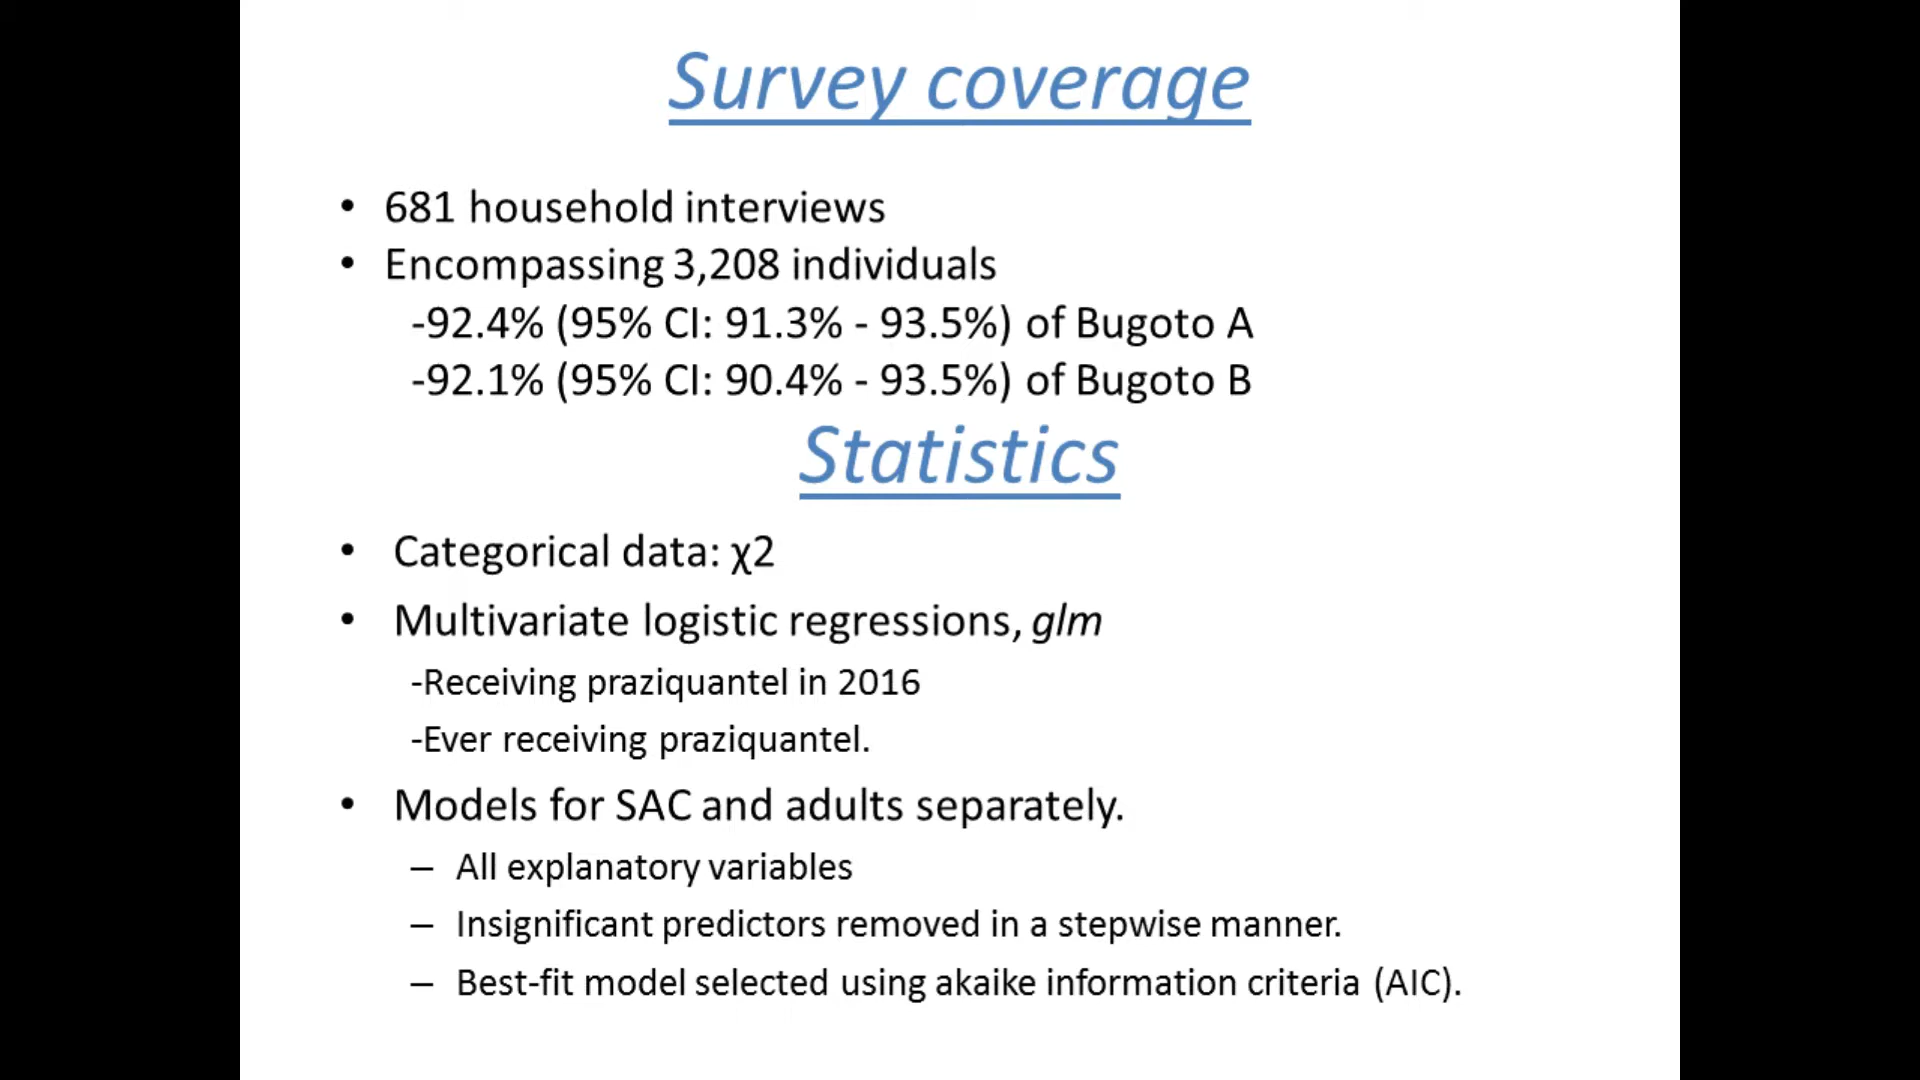 Survey coverage
• 681 household interviews
• Encompassing 3,208 individuals
-92.4% (95% CI: 91.3% - 93.5%) of Bugoto A
-92.1% (95% CI: 90.4% - 93.5%) of Bugoto B
Statistics
• Categorical data: χ2
• Multivariate logistic regressions, glm
-Receiving praziquantel in 2016
-Ever receiving praziquantel.
• Models for SAC and adults separately.
– All explanatory variables
– Insignificant predictors removed in a stepwise manner.
– Best-fit model selected using akaike information criteria (AIC).